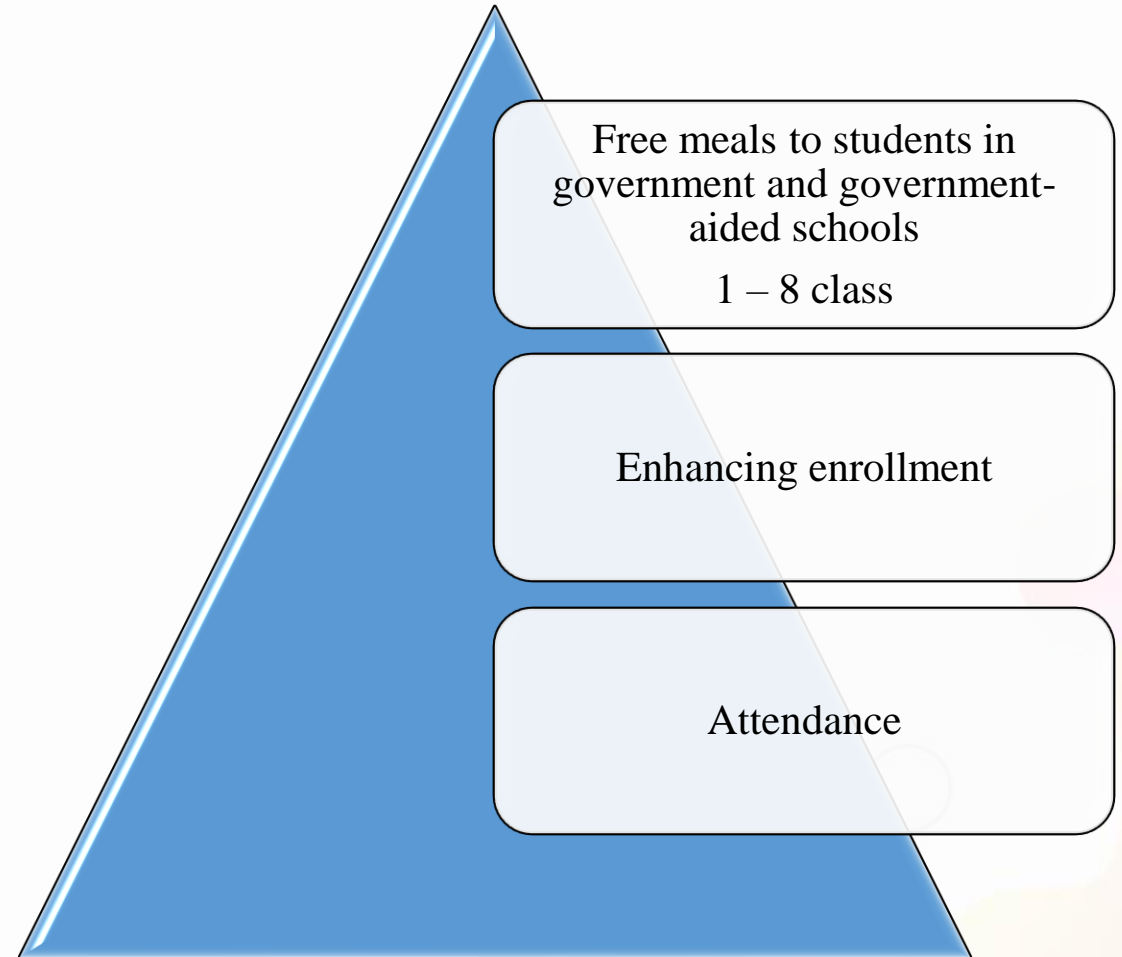 Free meals to students in
government and government-
aided schools
1 – 8 class
Enhancing enrollment
Attendance